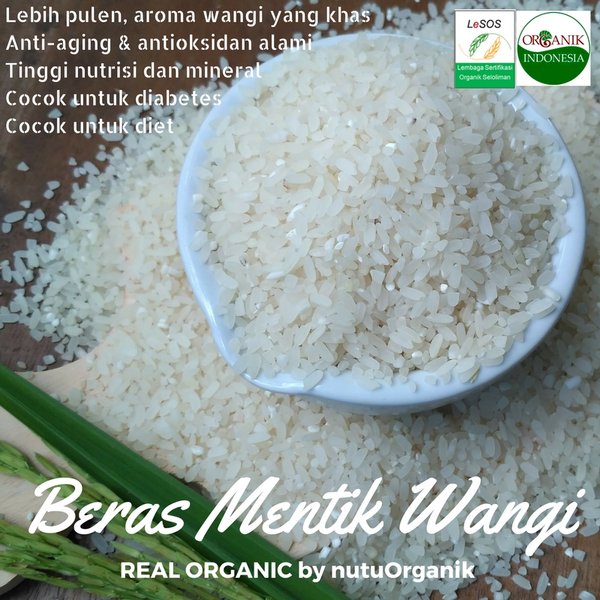 Lebih pulen, aroma wangi yang khas
Anti-aging & antioksidan alami
Tinggi nutrisi dan mineral
Cocok untuk diabetes
Cocok untuk diet
LeSOS
Lembaga Sertifikasi
Organik Seloliman
ORGANIK
INDONESIA
Beras Mentik Wangi
REAL ORGANIC by nutuOrganik